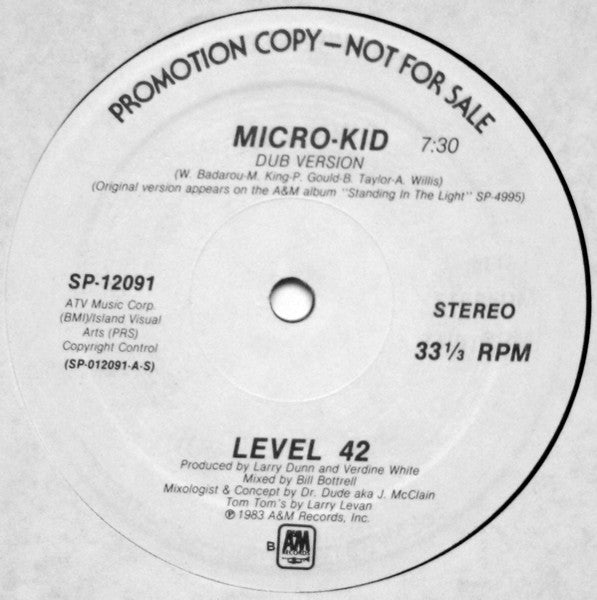 PROMOTION COPY—NOT FOR SALE
MICRO-KID 7:30
DUB VERSION
(W. Badarou-M. King-P. Gould-B. Taylor-A. Willis)
(Original version appears on the A&M album "Standing In The Light" SP-4995)
SP-12091
ATV Music Corp.
(BMI)/Island Visual
Arts (PRS)
Copyright Control
(SP-012091-A-S)
STEREO
33 1/3 RPM
LEVEL 42
Produced by Larry Dunn and Verdine White
Mixed by Bill Bottrell
Mixologist & Concept by Dr. Dude aka J. McClain
Tom Tom's by Larry Levan
℗ 1983 A&M Records, Inc.
B A&M
RECORDS